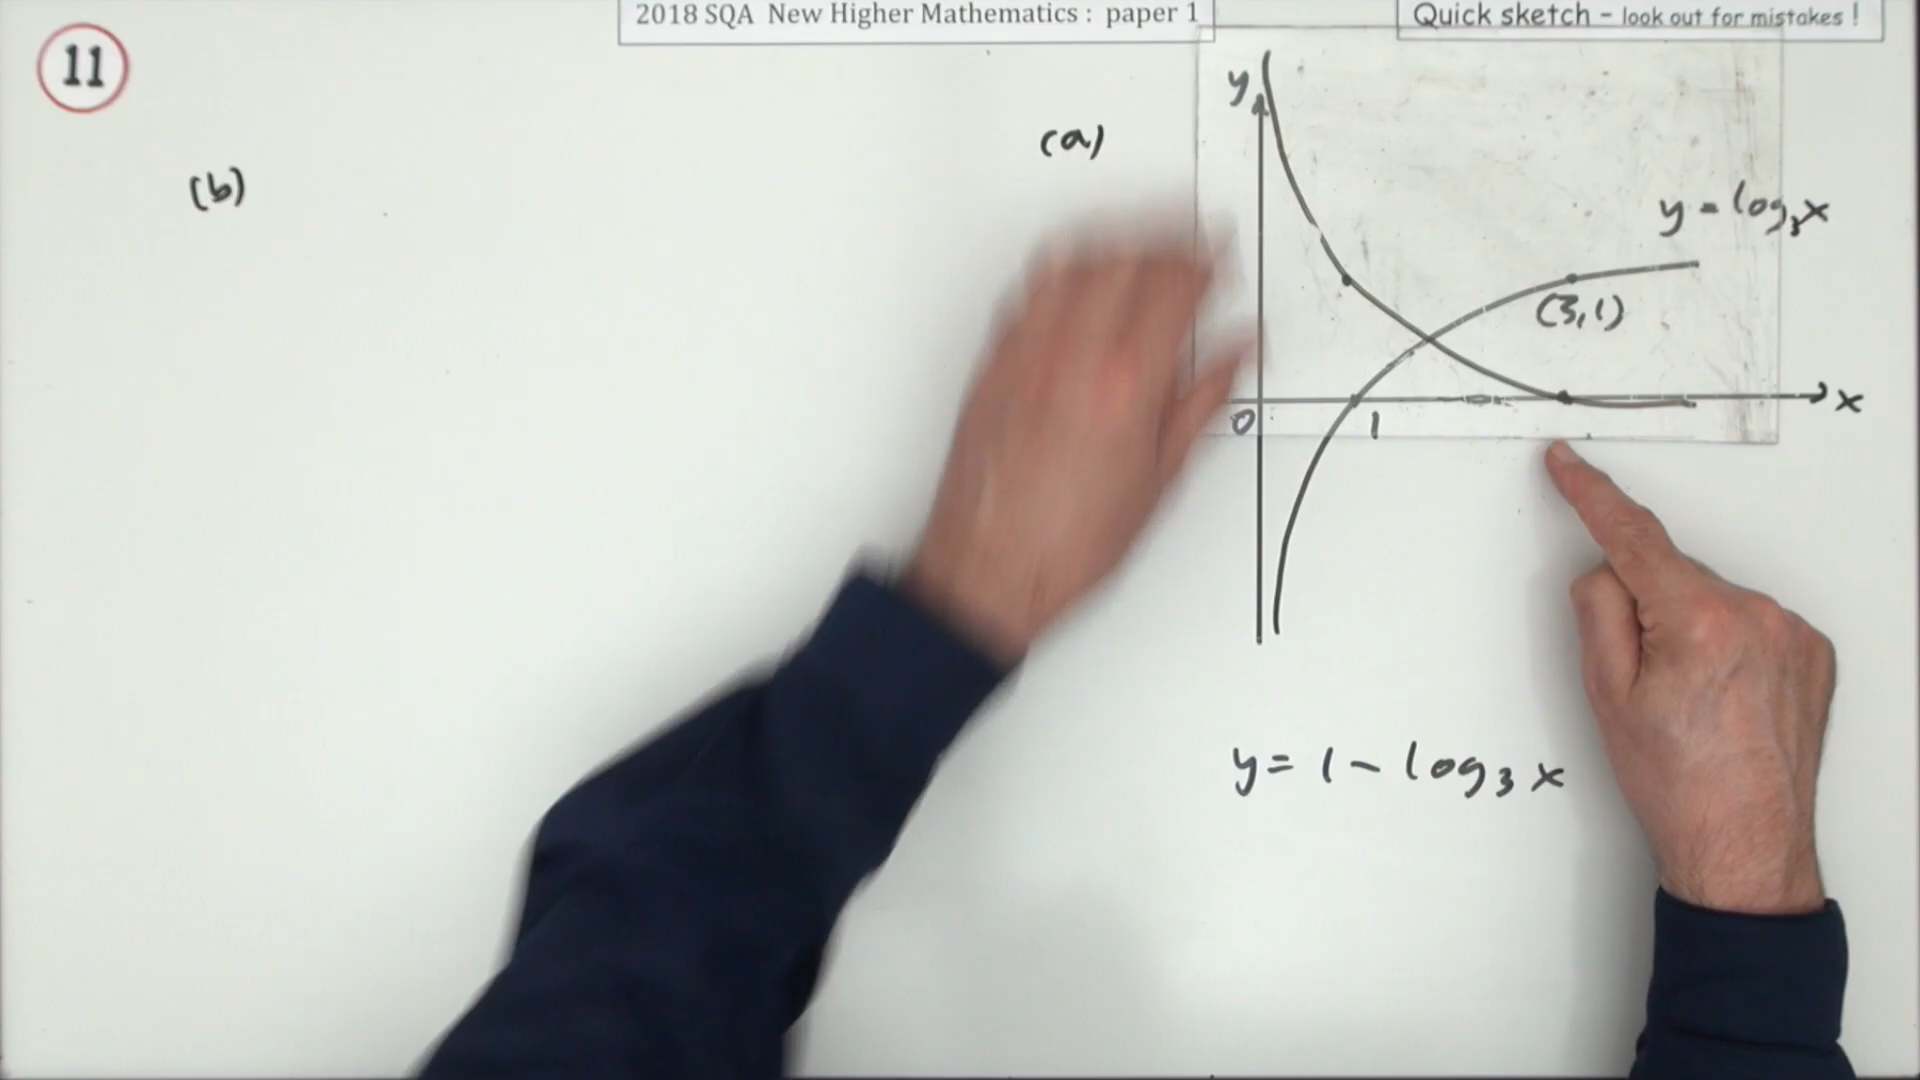 2018 SQA New Higher Mathematics : paper 1
Quick sketch – look out for mistakes !
11
(b)
(a)
y
y = log₃x
(3,1)
0
1
x
y = 1 - log₃ x